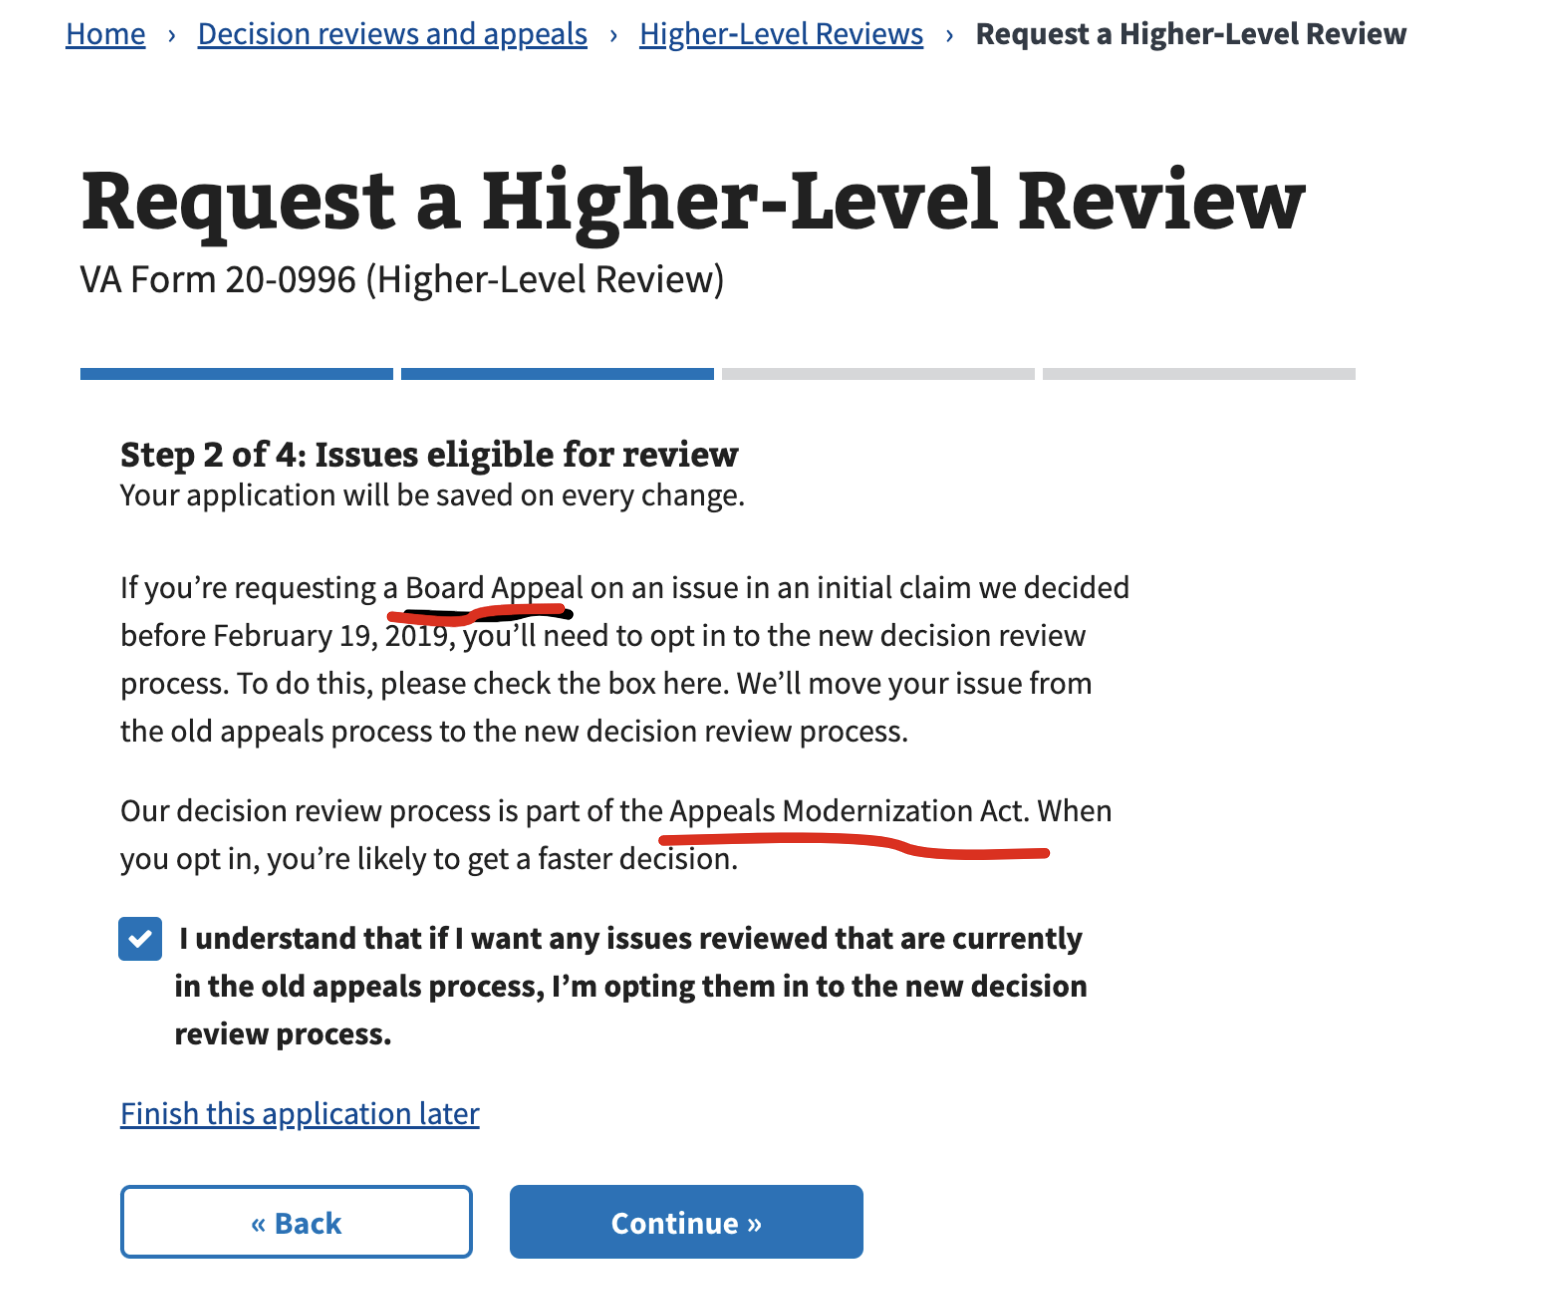 Home › Decision reviews and appeals › Higher-Level Reviews › Request a Higher-Level Review
Request a Higher-Level Review
VA Form 20-0996 (Higher-Level Review)
Step 2 of 4: Issues eligible for review
Your application will be saved on every change.
If you’re requesting a Board Appeal on an issue in an initial claim we decided
before February 19, 2019, you’ll need to opt in to the new decision review
process. To do this, please check the box here. We’ll move your issue from
the old appeals process to the new decision review process.
Our decision review process is part of the Appeals Modernization Act. When
you opt in, you’re likely to get a faster decision.
I understand that if I want any issues reviewed that are currently
in the old appeals process, I’m opting them in to the new decision
review process.
Finish this application later
« Back
Continue »